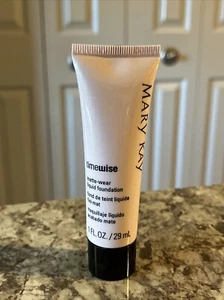 MARY KAY
timewise
matte-wear
liquid foundation
fond de teint liquide
fini mat
maquillaje líquido
acabado mate
1 FL. OZ. / 29 mL